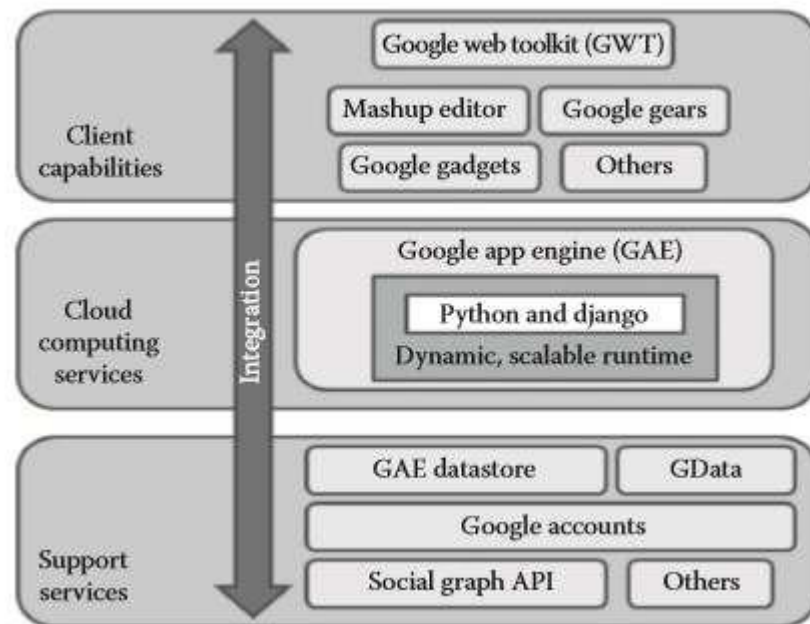 Google web toolkit (GWT)
Mashup editor
Google gears
Client
capabilities
Google gadgets
Others
Integration
Google app engine (GAE)
Cloud
computing
services
Python and django
Dynamic, scalable runtime
GAE datastore
GData
Google accounts
Support
services
Social graph API
Others